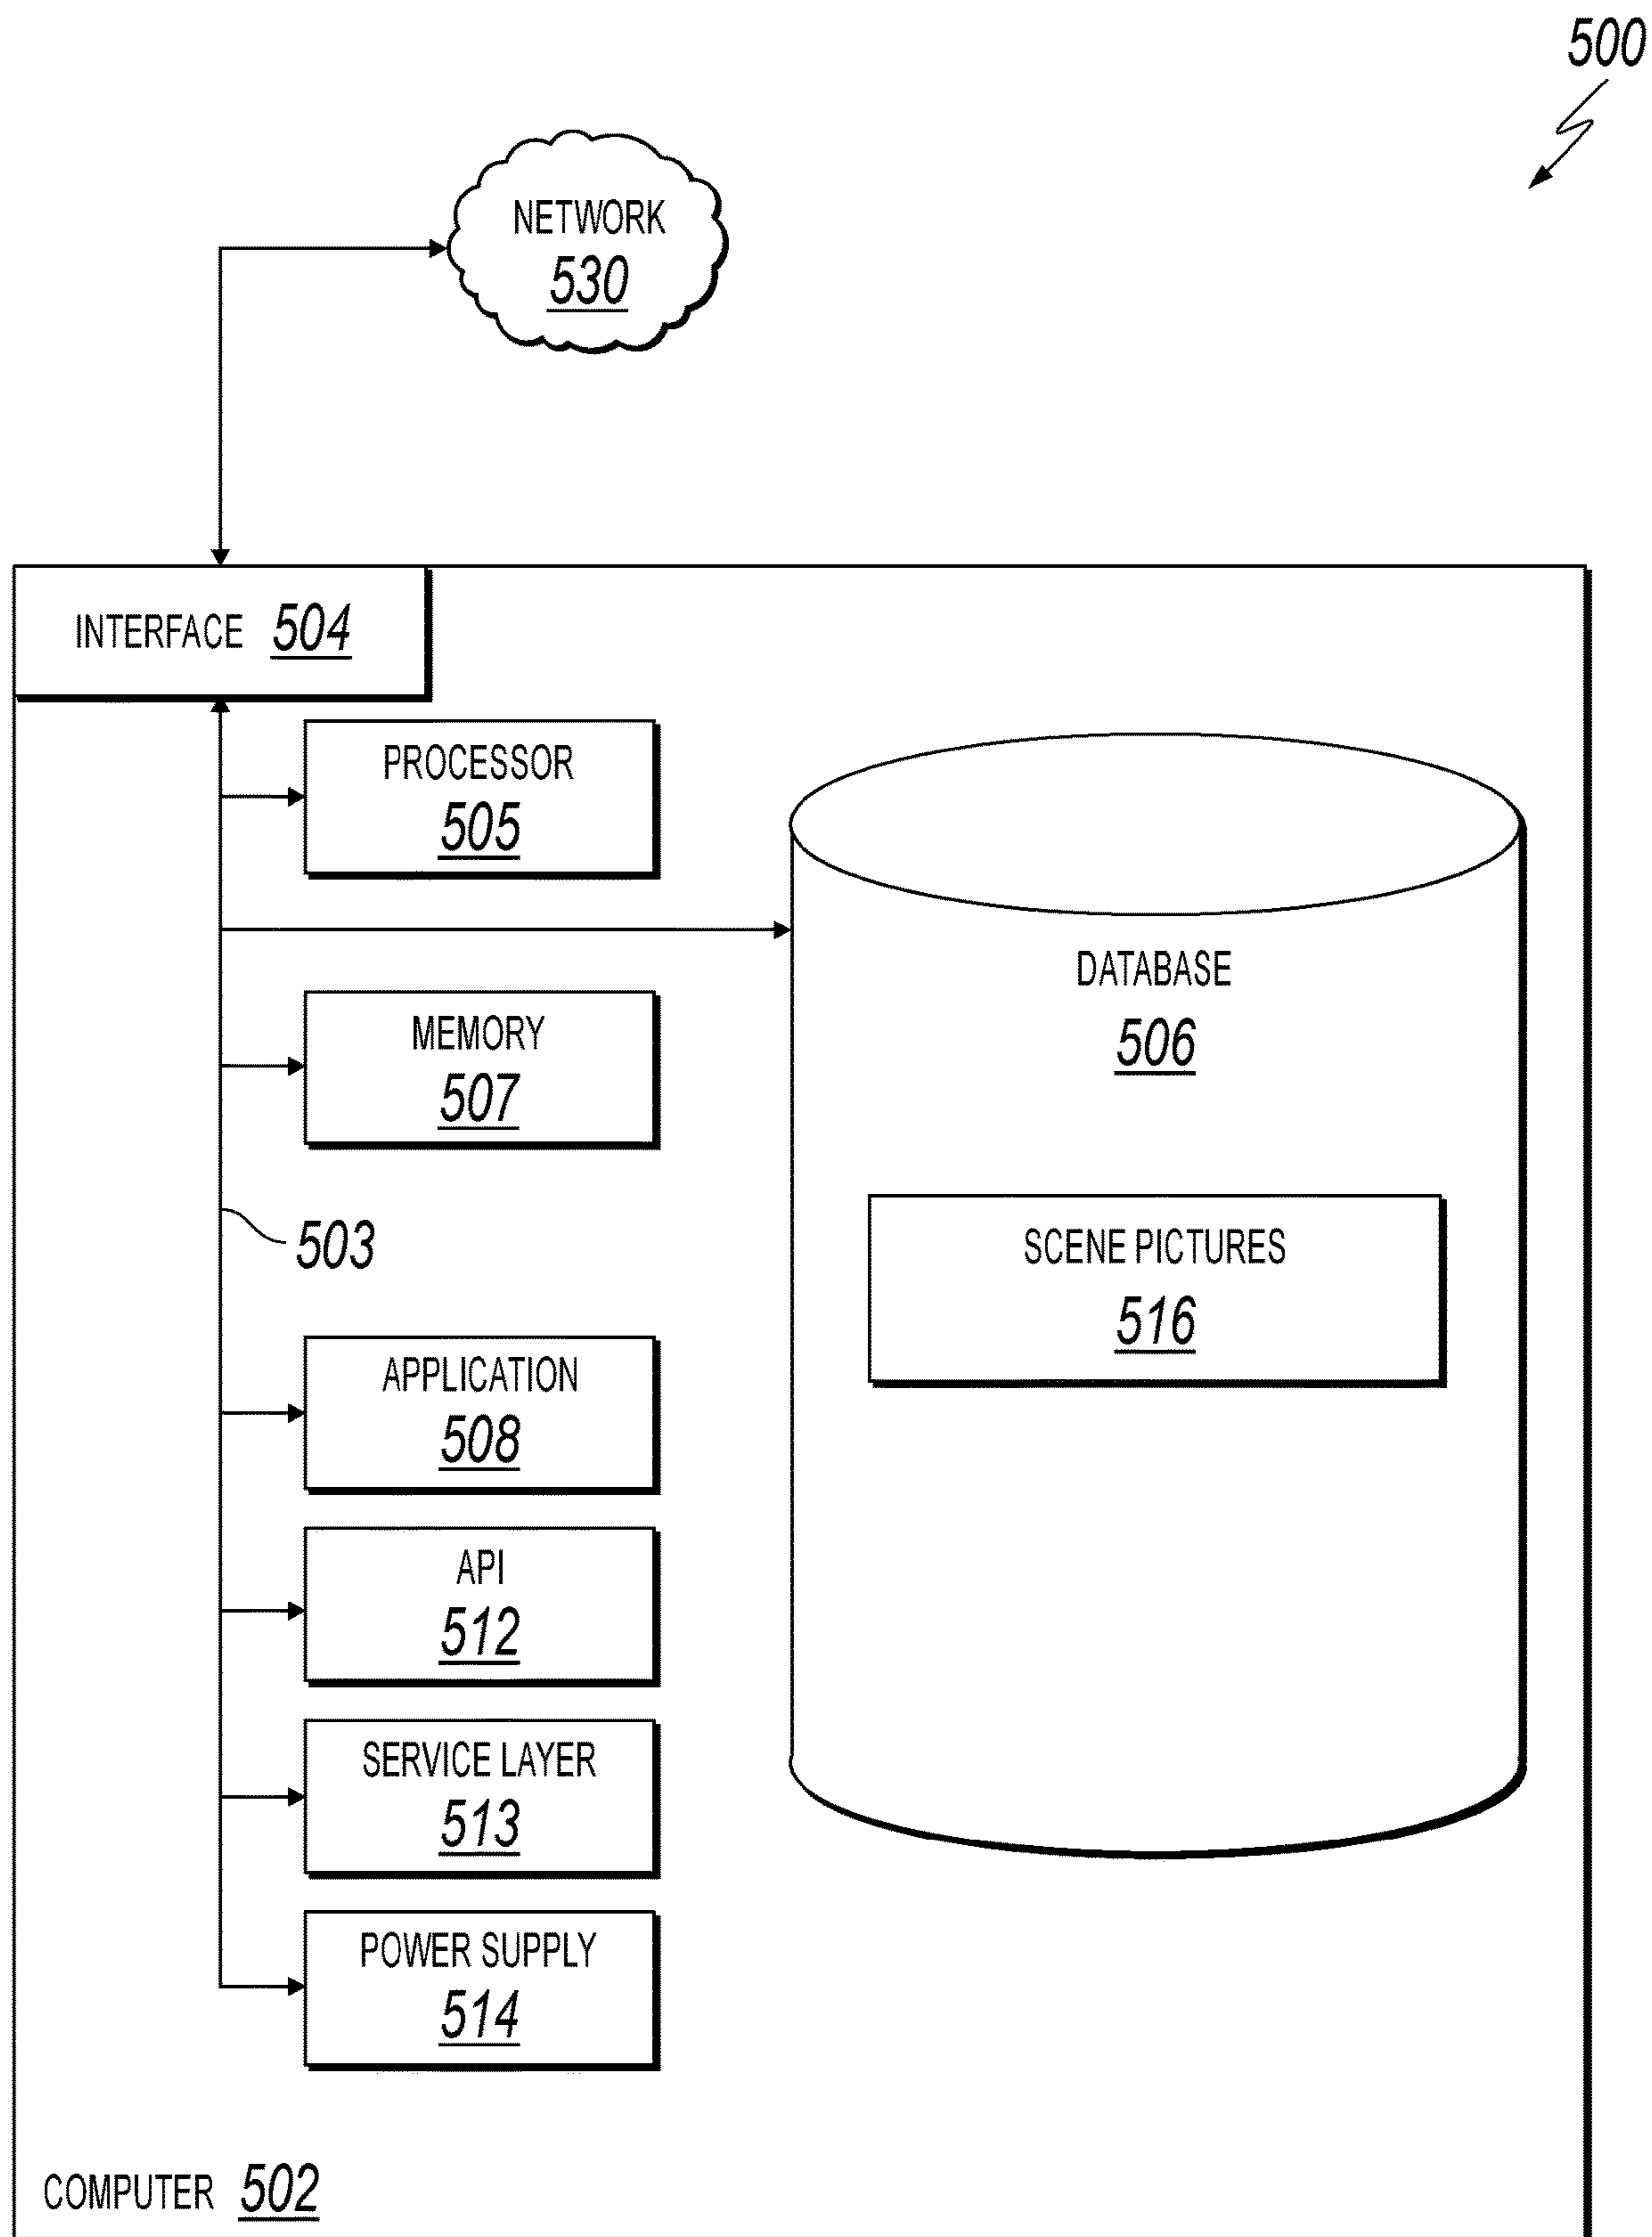 500
NETWORK
530
INTERFACE 504
PROCESSOR
505
DATABASE
506
MEMORY
507
SCENE PICTURES
516
503
APPLICATION
508
API
512
SERVICE LAYER
513
POWER SUPPLY
514
COMPUTER 502